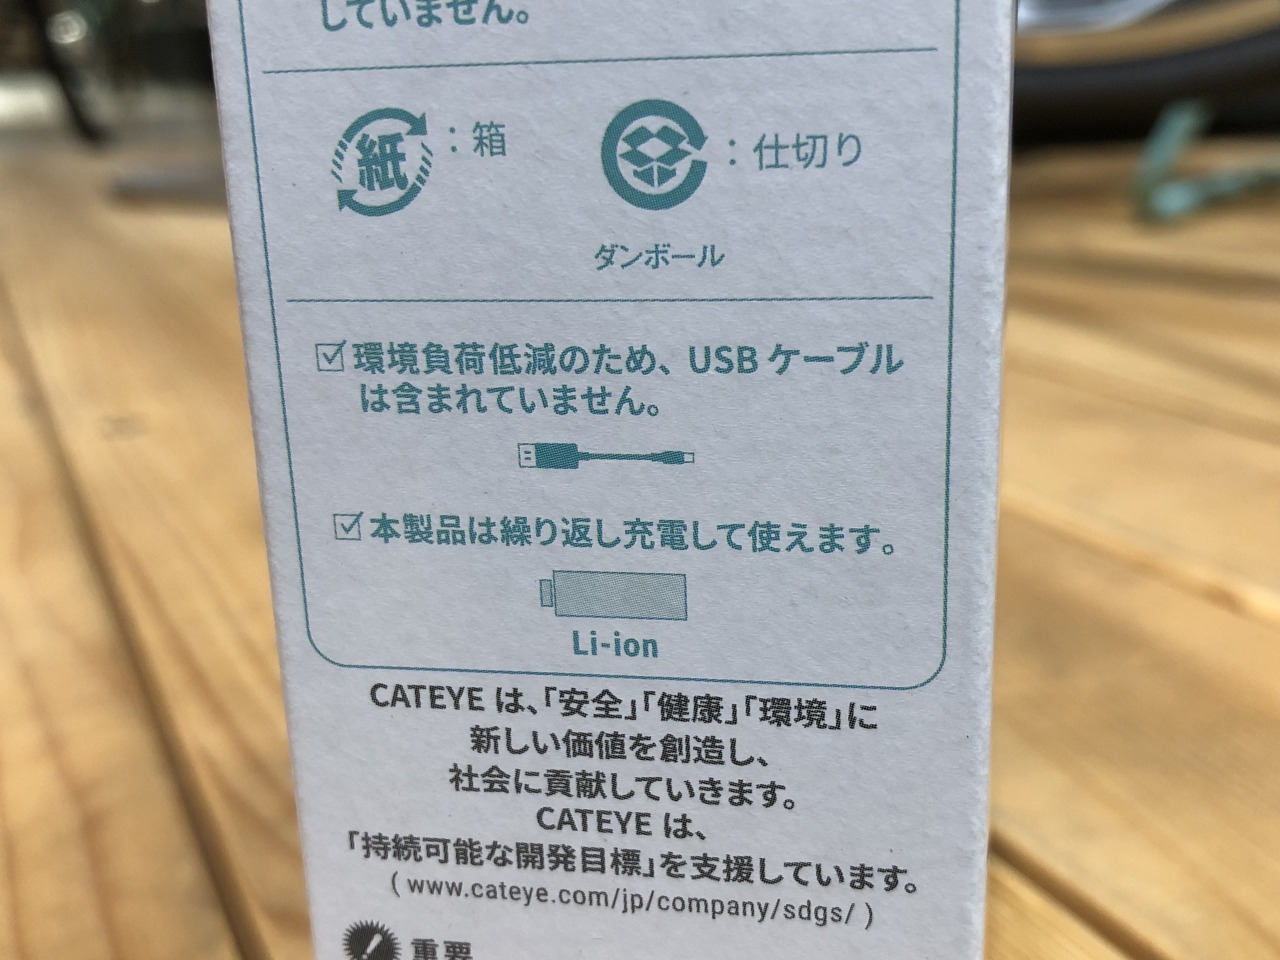 していません。
紙 : 箱
: 仕切り
ダンボール
環境負荷低減のため、USB ケーブル
は含まれていません。
本製品は繰り返し充電して使えます。
Li-ion
CATEYE は、「安全」「健康」「環境」に
新しい価値を創造し、
社会に貢献していきます。
CATEYE は、
「持続可能な開発目標」を支援しています。
( www.cateye.com/jp/company/sdgs/ )
重要